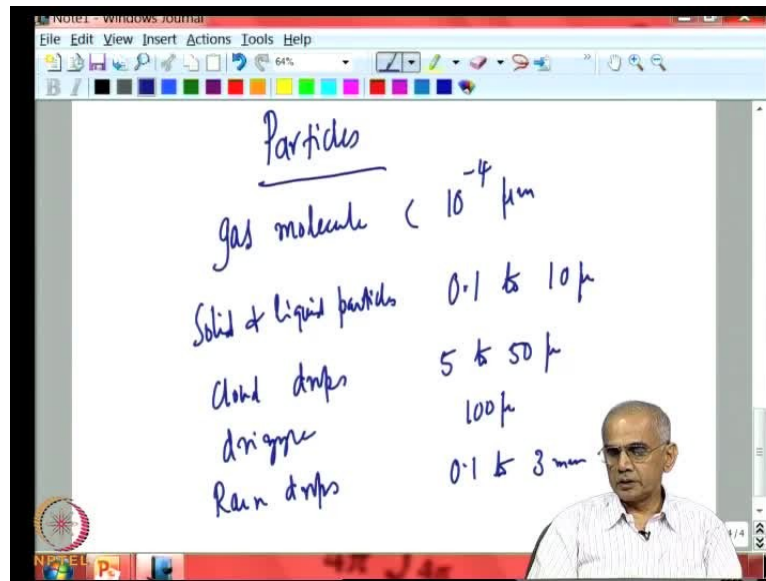 Note1 - Windows Journal
File Edit View Insert Actions Tools Help
64%
B I
Particles
gas molecule < 10⁻⁴ μm
Solid & liquid particles 0.1 to 10 μ
Cloud drops 5 to 50 μ
100 μ
Rain drops 0.1 to 3 mm
4/4
NPTEL